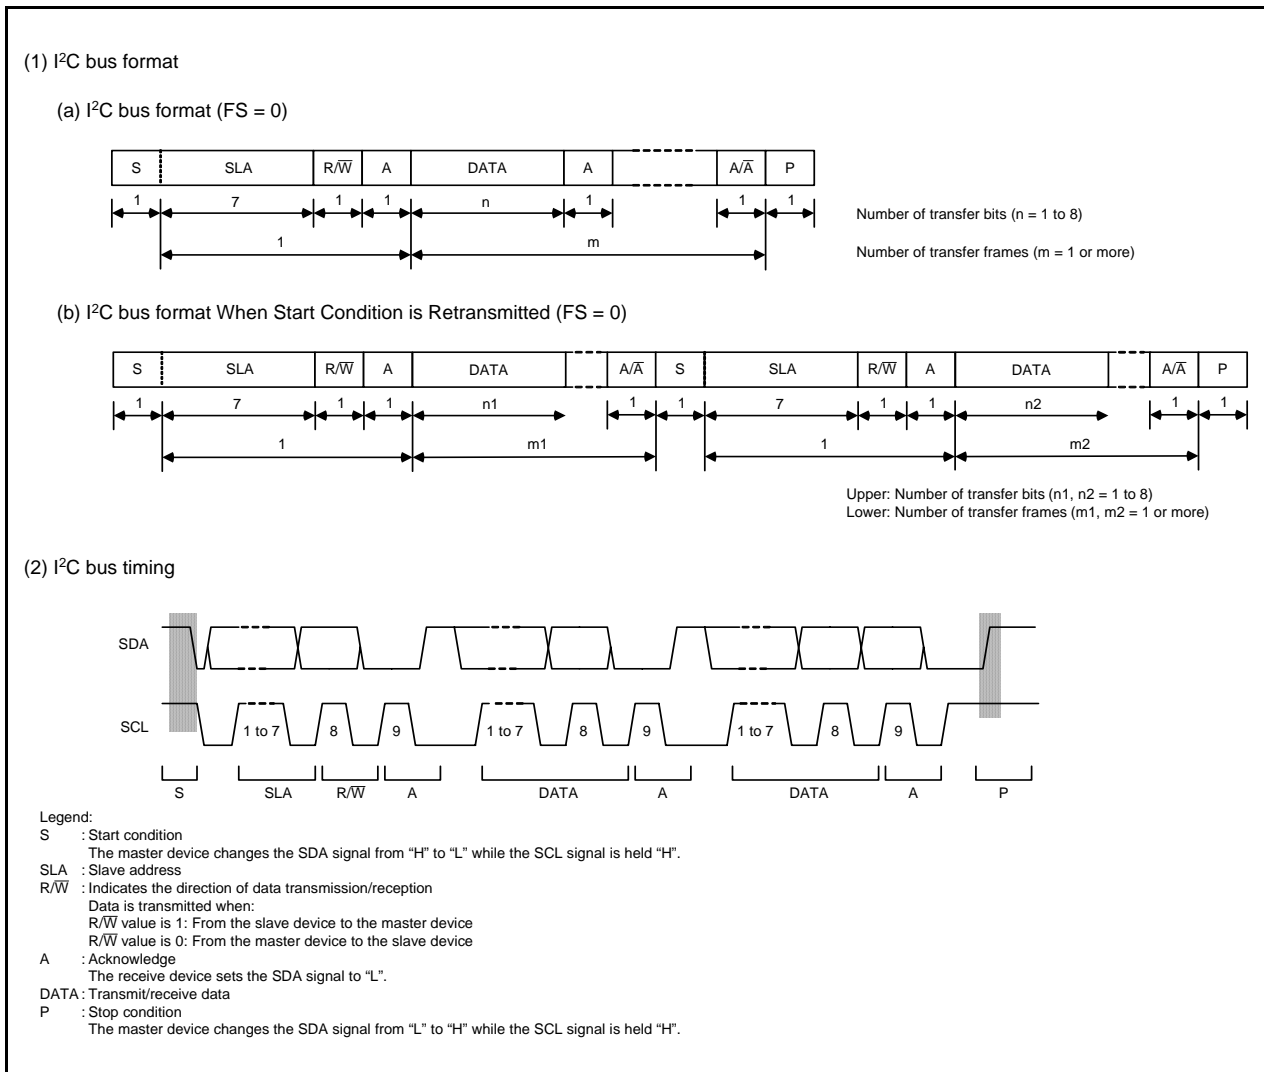 (1) I²C bus format
(a) I²C bus format (FS = 0)
S SLA R/W̅ A DATA A A/A̅ P
1 7 1 1 n 1 1 1
Number of transfer bits (n = 1 to 8)
1 m
Number of transfer frames (m = 1 or more)
(b) I²C bus format When Start Condition is Retransmitted (FS = 0)
S SLA R/W̅ A DATA A/A̅ S SLA R/W̅ A DATA A/A̅ P
1 7 1 1 n1 1 1 7 1 1 n2 1 1
1 m1 1 m2
Upper: Number of transfer bits (n1, n2 = 1 to 8)
Lower: Number of transfer frames (m1, m2 = 1 or more)
(2) I²C bus timing
SDA
SCL 1 to 7 8 9 1 to 7 8 9 1 to 7 8 9
S SLA R/W̅ A DATA A DATA A P
Legend:
S : Start condition
The master device changes the SDA signal from “H” to “L” while the SCL signal is held “H”.
SLA : Slave address
R/W̅ : Indicates the direction of data transmission/reception
Data is transmitted when:
R/W̅ value is 1: From the slave device to the master device
R/W̅ value is 0: From the master device to the slave device
A : Acknowledge
The receive device sets the SDA signal to “L”.
DATA : Transmit/receive data
P : Stop condition
The master device changes the SDA signal from “L” to “H” while the SCL signal is held “H”.